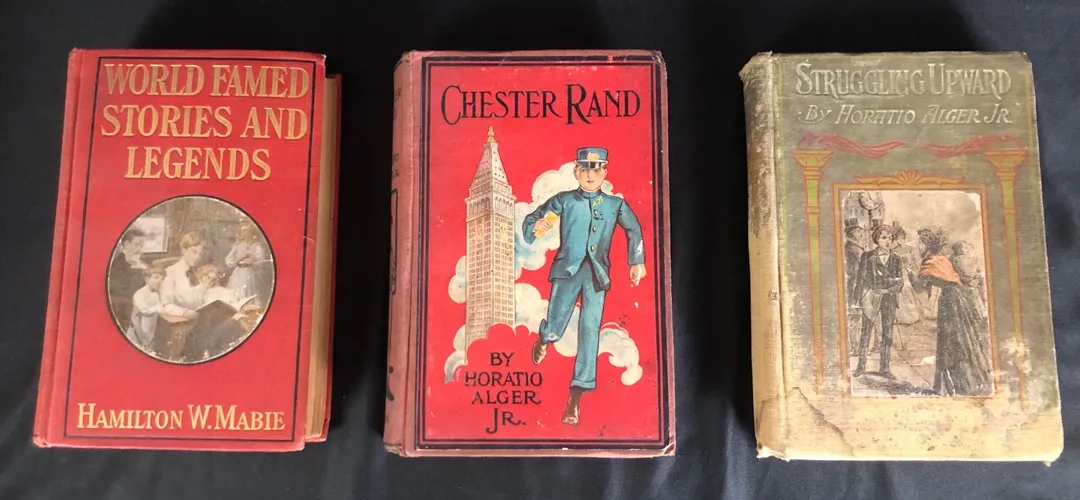 WORLD FAMED
STORIES AND
LEGENDS
HAMILTON W. MABIE
CHESTER RAND
BY
HORATIO
ALGER
JR.
STRUGGLING UPWARD
BY HORATIO ALGER JR.